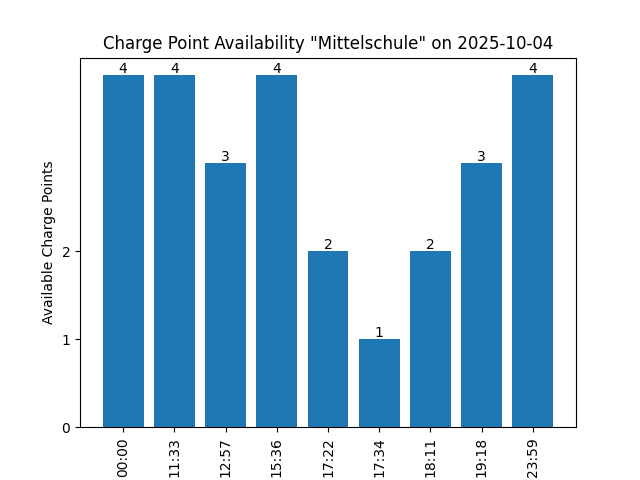 Charge Point Availability "Mittelschule" on 2025-10-04
4 4 3 4 2 1 2 3 4
Available Charge Points
2
1
0
00:00 11:33 12:57 15:36 17:22 17:34 18:11 19:18 23:59